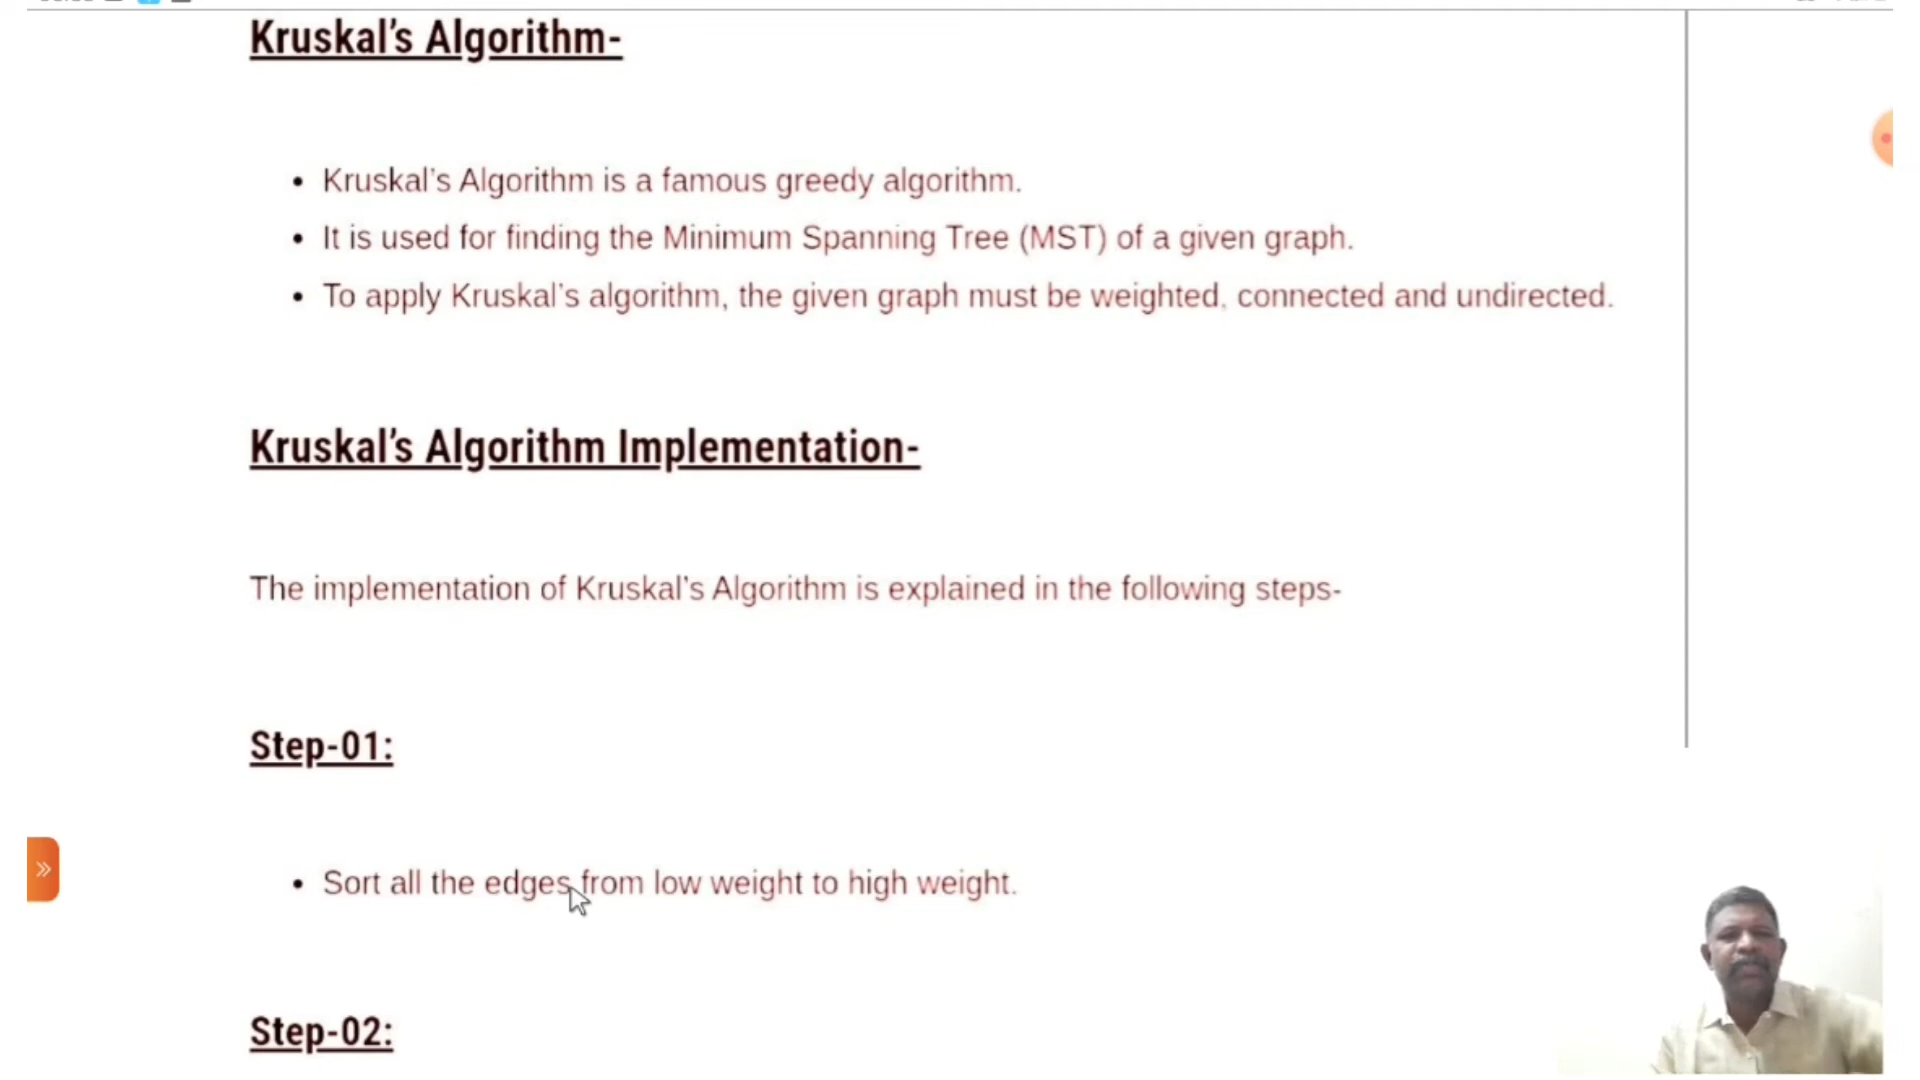 Kruskal's Algorithm-
• Kruskal's Algorithm is a famous greedy algorithm.
• It is used for finding the Minimum Spanning Tree (MST) of a given graph.
• To apply Kruskal's algorithm, the given graph must be weighted, connected and undirected.
Kruskal's Algorithm Implementation-
The implementation of Kruskal's Algorithm is explained in the following steps-
Step-01:
• Sort all the edges from low weight to high weight.
Step-02: